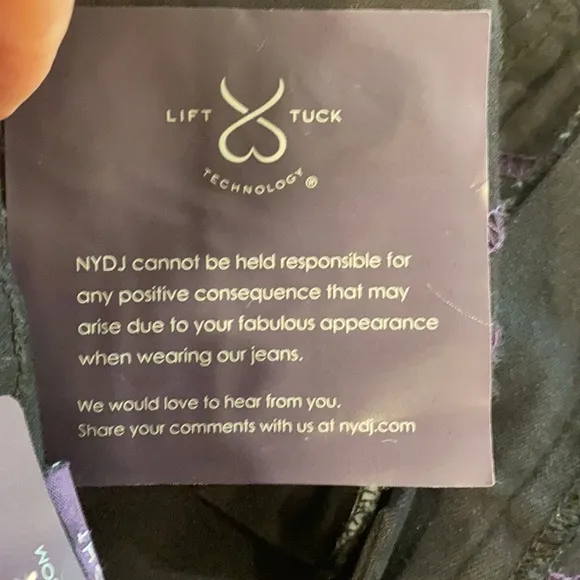 LIFT TUCK
TECHNOLOGY®
NYDJ cannot be held responsible for
any positive consequence that may
arise due to your fabulous appearance
when wearing our jeans.
We would love to hear from you.
Share your comments with us at nydj.com